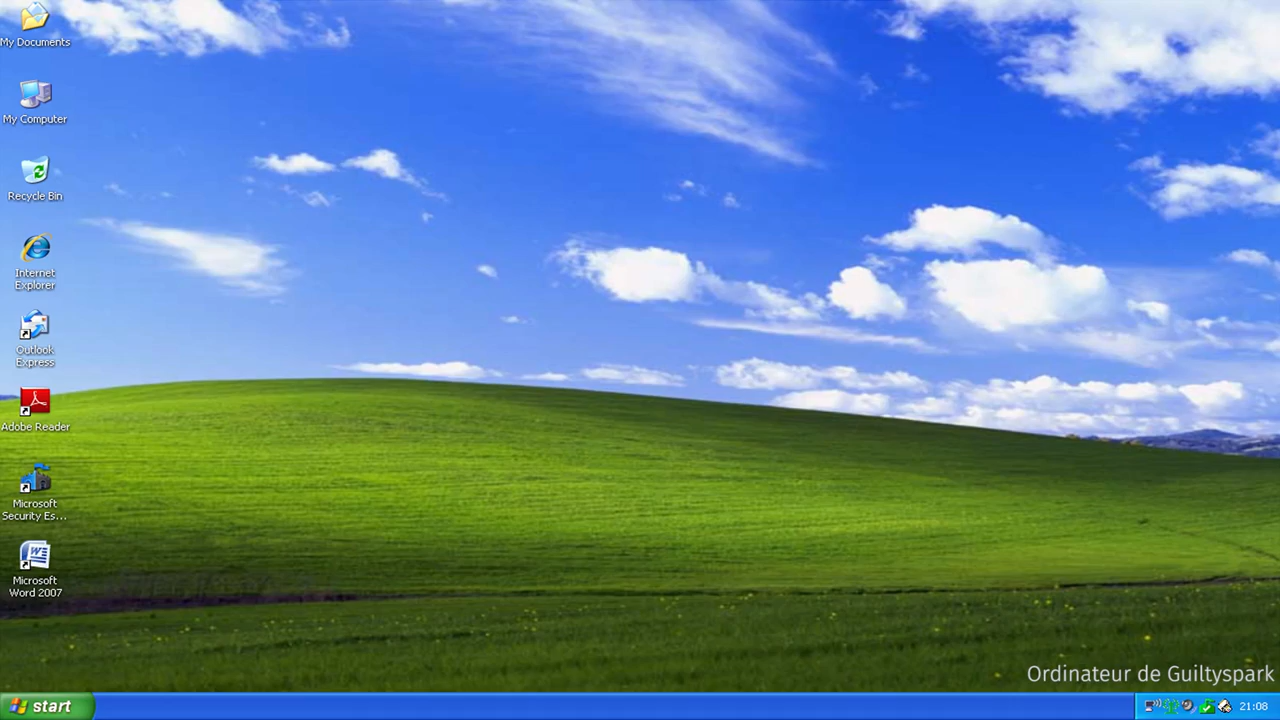 My Documents
My Computer
Recycle Bin
Internet
Explorer
Outlook
Express
Adobe Reader
Microsoft
Security Es...
Microsoft
Word 2007
Ordinateur de Guiltyspark
start
21:08